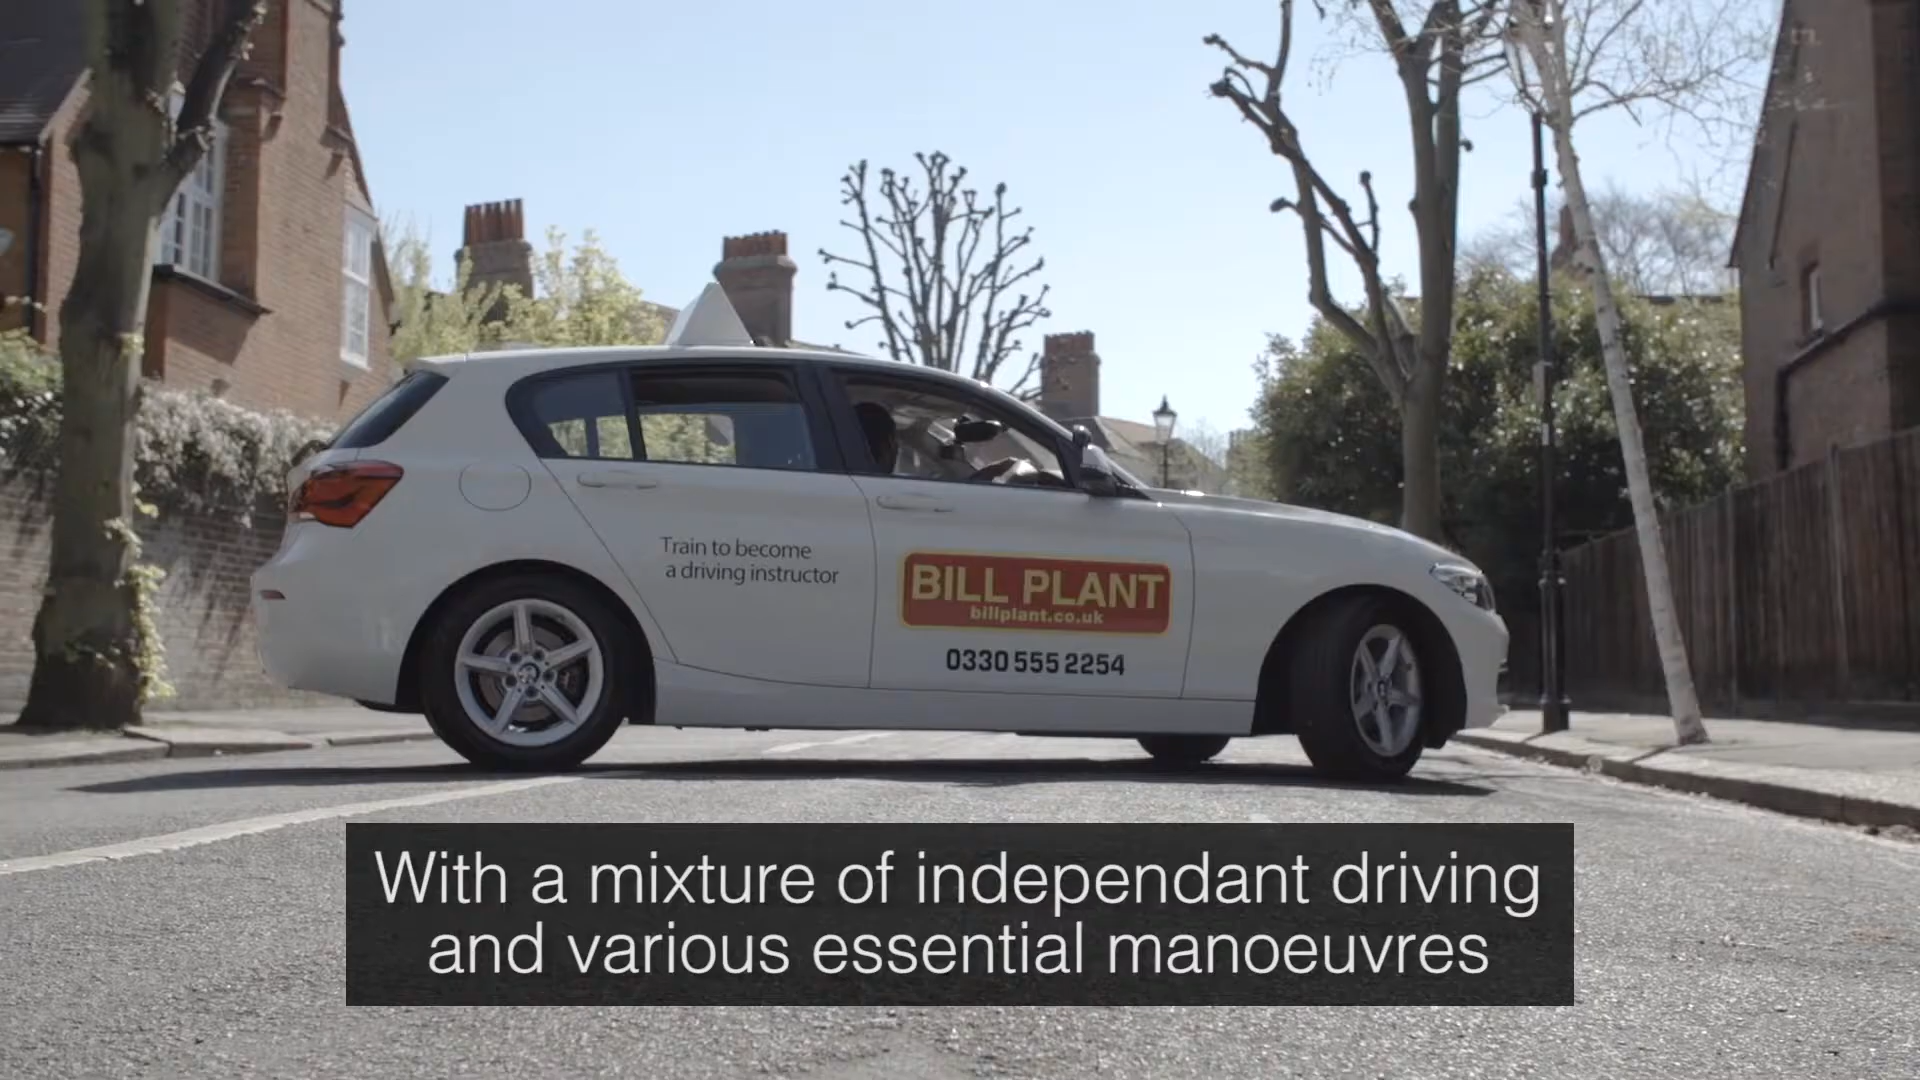 Train to become
a driving instructor
BILL PLANT
billplant.co.uk
0330 555 2254
With a mixture of independant driving
and various essential manoeuvres